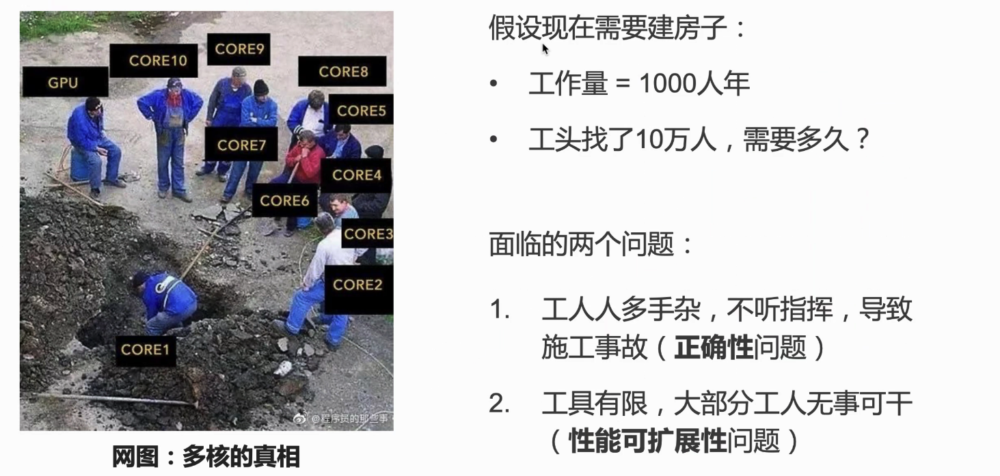 GPU
CORE10
CORE9
CORE8
CORE5
CORE7
CORE4
CORE6
CORE3
CORE2
CORE1
@程序员的那些事
网图：多核的真相
假设现在需要建房子：
• 工作量 = 1000人年
• 工头找了10万人，需要多久？
面临的两个问题：
1. 工人人多手杂，不听指挥，导致
施工事故（正确性问题）
2. 工具有限，大部分工人无事可干
（性能可扩展性问题）